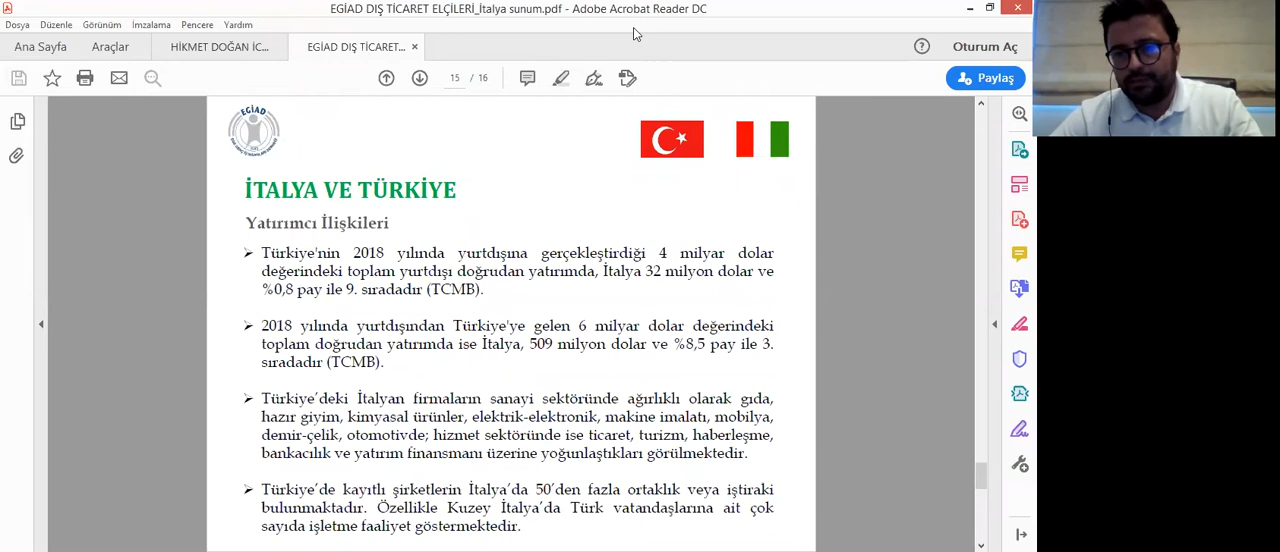 EGİAD DIŞ TİCARET ELÇİLERİ_İtalya sunum.pdf - Adobe Acrobat Reader DC
Dosya Düzenle Görünüm İmzalama Pencere Yardım
Ana Sayfa Araçlar HİKMET DOĞAN İC... EGİAD DIŞ TİCARET... Oturum Aç
15 / 16 Paylaş
EGİAD
İTALYA VE TÜRKİYE
Yatırımcı İlişkileri
Türkiye'nin 2018 yılında yurtdışına gerçekleştirdiği 4 milyar dolar
değerindeki toplam yurtdışı doğrudan yatırımda, İtalya 32 milyon dolar ve
%0,8 pay ile 9. sıradadır (TCMB).
2018 yılında yurtdışından Türkiye'ye gelen 6 milyar dolar değerindeki
toplam doğrudan yatırımda ise İtalya, 509 milyon dolar ve %8,5 pay ile 3.
sıradadır (TCMB).
Türkiye'deki İtalyan firmaların sanayi sektöründe ağırlıklı olarak gıda,
hazır giyim, kimyasal ürünler, elektrik-elektronik, makine imalatı, mobilya,
demir-çelik, otomotivde; hizmet sektöründe ise ticaret, turizm, haberleşme,
bankacılık ve yatırım finansmanı üzerine yoğunlaştıkları görülmektedir.
Türkiye'de kayıtlı şirketlerin İtalya'da 50'den fazla ortaklık veya iştiraki
bulunmaktadır. Özellikle Kuzey İtalya'da Türk vatandaşlarına ait çok
sayıda işletme faaliyet göstermektedir.